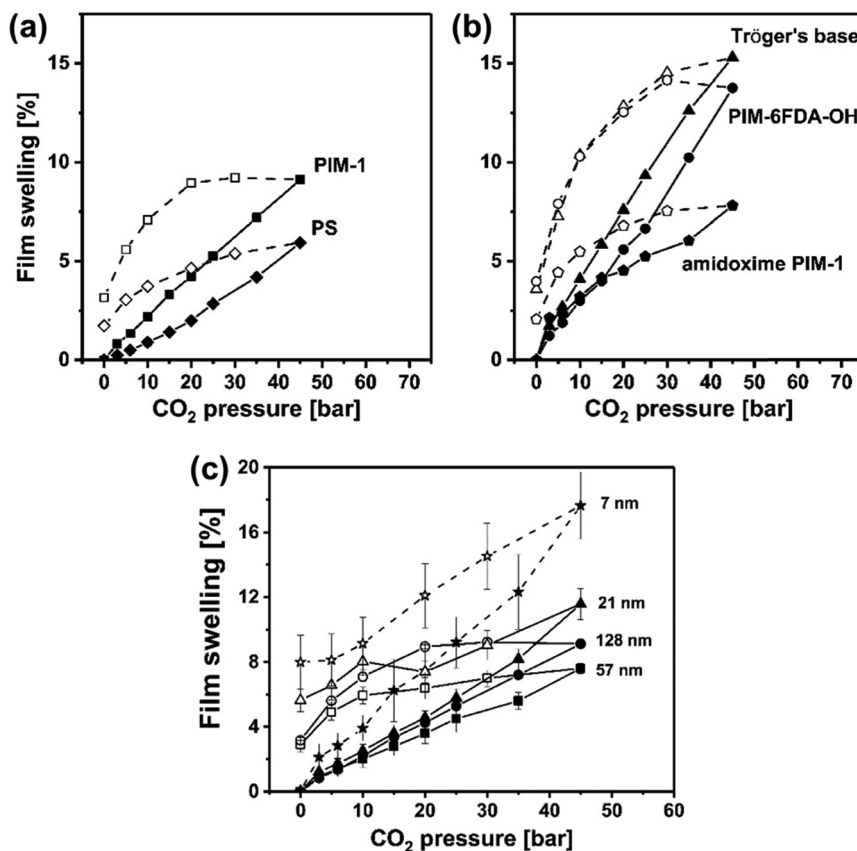 (a)
15
10
5
0
Film swelling [%]
PIM-1
PS
0 10 20 30 40 50 60 70
CO₂ pressure [bar]
(b)
15
10
5
0
Tröger's base
PIM-6FDA-OH
amidoxime PIM-1
0 10 20 30 40 50 60 70
CO₂ pressure [bar]
(c)
20
16
12
8
4
0
Film swelling [%]
7 nm
21 nm
128 nm
57 nm
0 10 20 30 40 50 60
CO₂ pressure [bar]